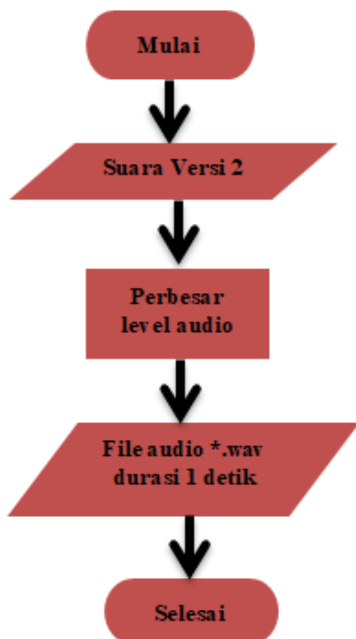 Mulai
Suara Versi 2
Perbesar
level audio
File audio *.wav
durasi 1 detik
Selesai